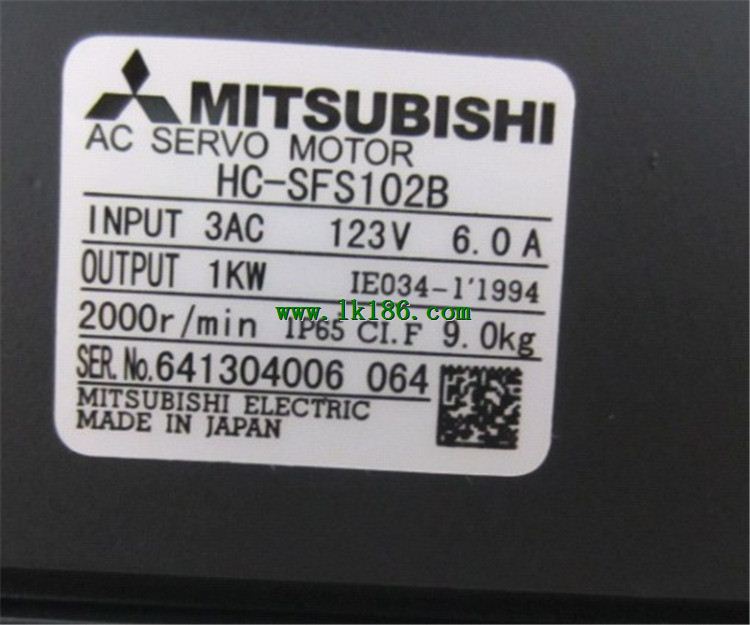 MITSUBISHI
AC SERVO MOTOR
HC-SFS102B
INPUT 3AC 123V 6.0A
OUTPUT 1KW IE034-1'1994
www.1k186.com
2000r/min IP65 CI.F 9.0kg
SER.No.641304006 064
MITSUBISHI ELECTRIC
MADE IN JAPAN